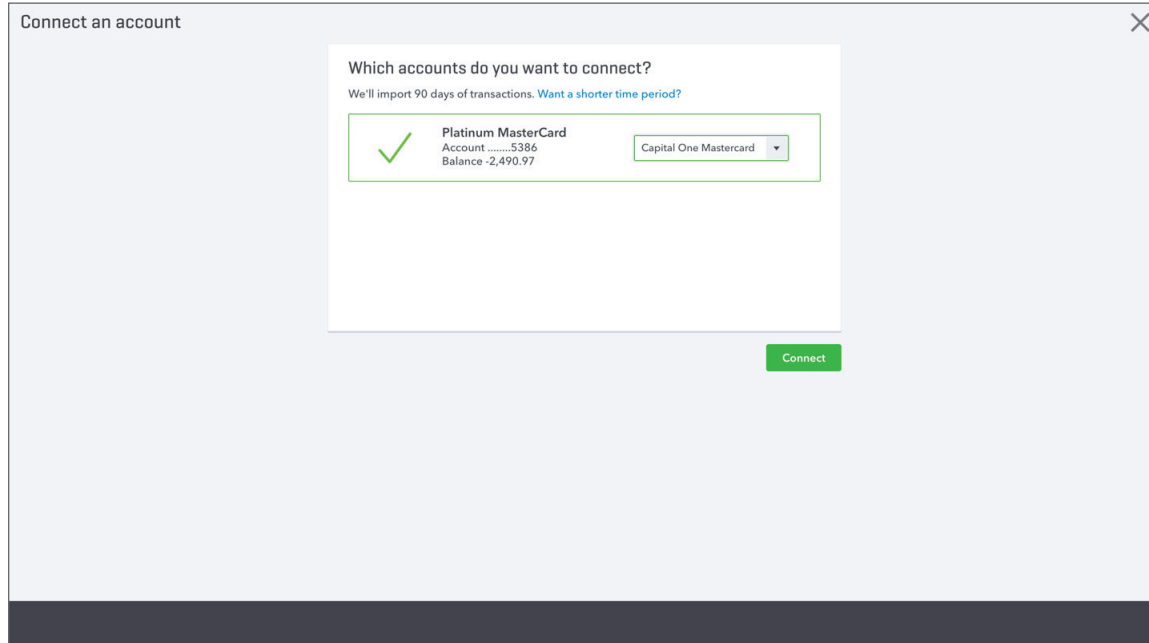 Connect an account
Which accounts do you want to connect?
We'll import 90 days of transactions. Want a shorter time period?
Platinum MasterCard
Account ........5386
Balance -2,490.97
Capital One Mastercard
Connect